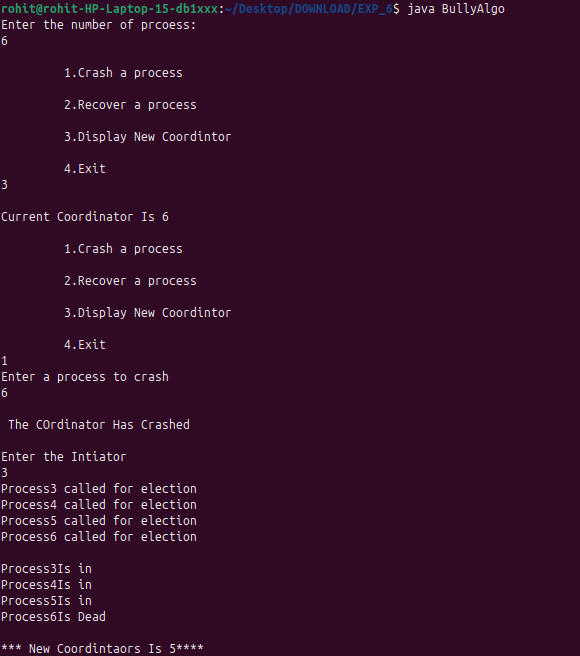 rohit@rohit-HP-Laptop-15-db1xxx:~/Desktop/DOWNLOAD/EXP_6$ java BullyAlgo
Enter the number of prcoess:
6
1.Crash a process
2.Recover a process
3.Display New Coordintor
4.Exit
3
Current Coordinator Is 6
1.Crash a process
2.Recover a process
3.Display New Coordintor
4.Exit
1
Enter a process to crash
6
The COrdinator Has Crashed
Enter the Intiator
3
Process3 called for election
Process4 called for election
Process5 called for election
Process6 called for election
Process3Is in
Process4Is in
Process5Is in
Process6Is Dead
*** New Coordintaors Is 5****